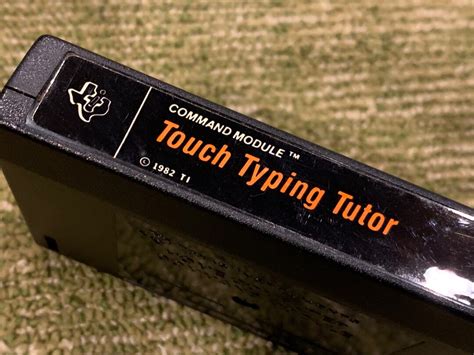 COMMAND MODULE™
Touch Typing Tutor
© 1982 TI